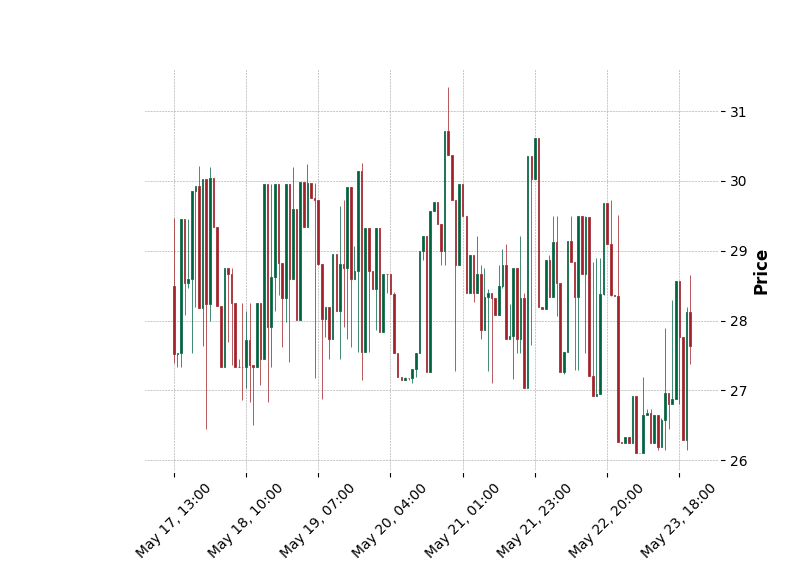 31
30
29
28
27
26
Price
May 17, 13:00
May 18, 10:00
May 19, 07:00
May 20, 04:00
May 21, 01:00
May 21, 23:00
May 22, 20:00
May 23, 18:00